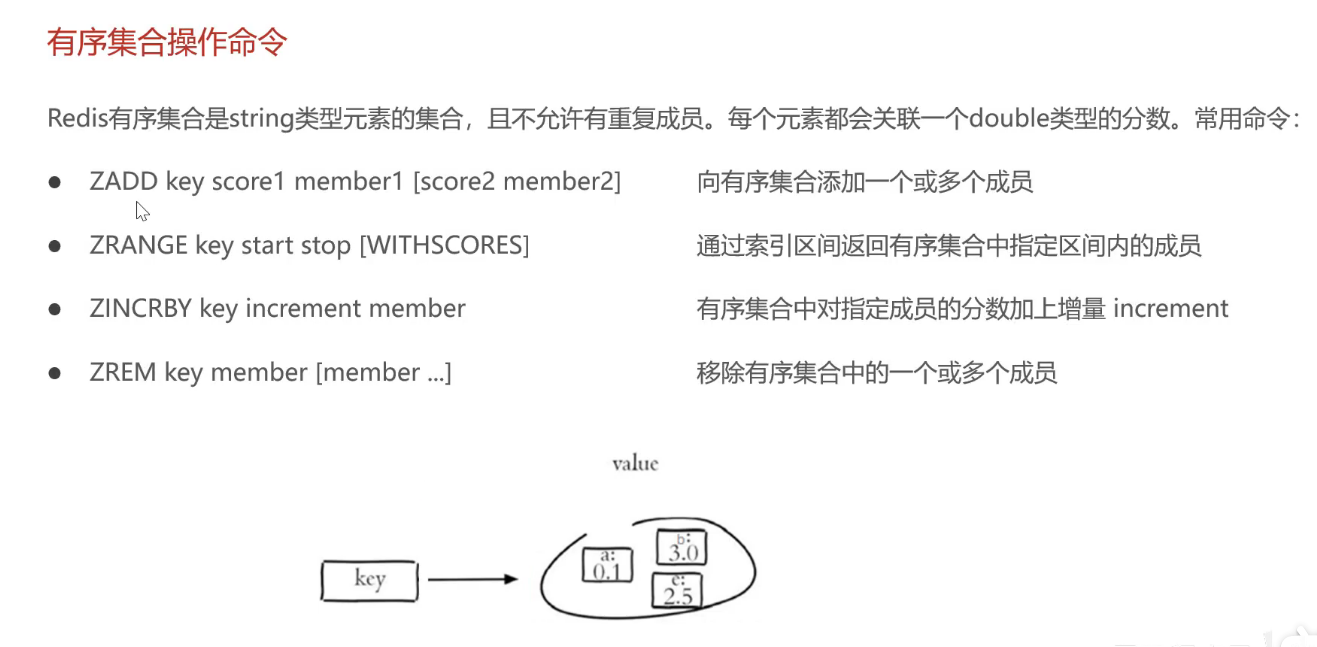 有序集合操作命令
Redis有序集合是string类型元素的集合，且不允许有重复成员。每个元素都会关联一个double类型的分数。常用命令：
● ZADD key score1 member1 [score2 member2] 向有序集合添加一个或多个成员
● ZRANGE key start stop [WITHSCORES] 通过索引区间返回有序集合中指定区间内的成员
● ZINCRBY key increment member 有序集合中对指定成员的分数加上增量 increment
● ZREM key member [member ...] 移除有序集合中的一个或多个成员
value
key
a:
0.1
b:
3.0
c:
2.5